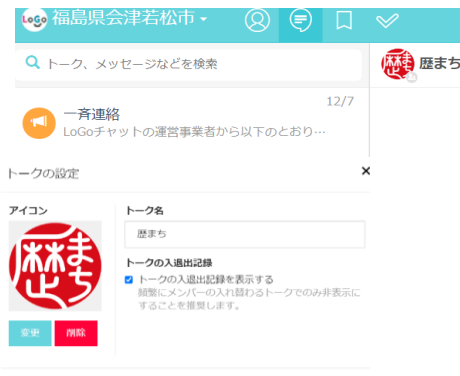 LoGo 福島県会津若松市
トーク、メッセージなどを検索
歴まち
12/7
一斉連絡
LoGoチャットの運営事業者から以下のとおり…
トークの設定
アイコン
トーク名
歴まち
歴まち
トークの入退出記録
トークの入退出記録を表示する
頻繁にメンバーの入れ替わるトークでのみ非表示に
することを推奨します。
変更
削除